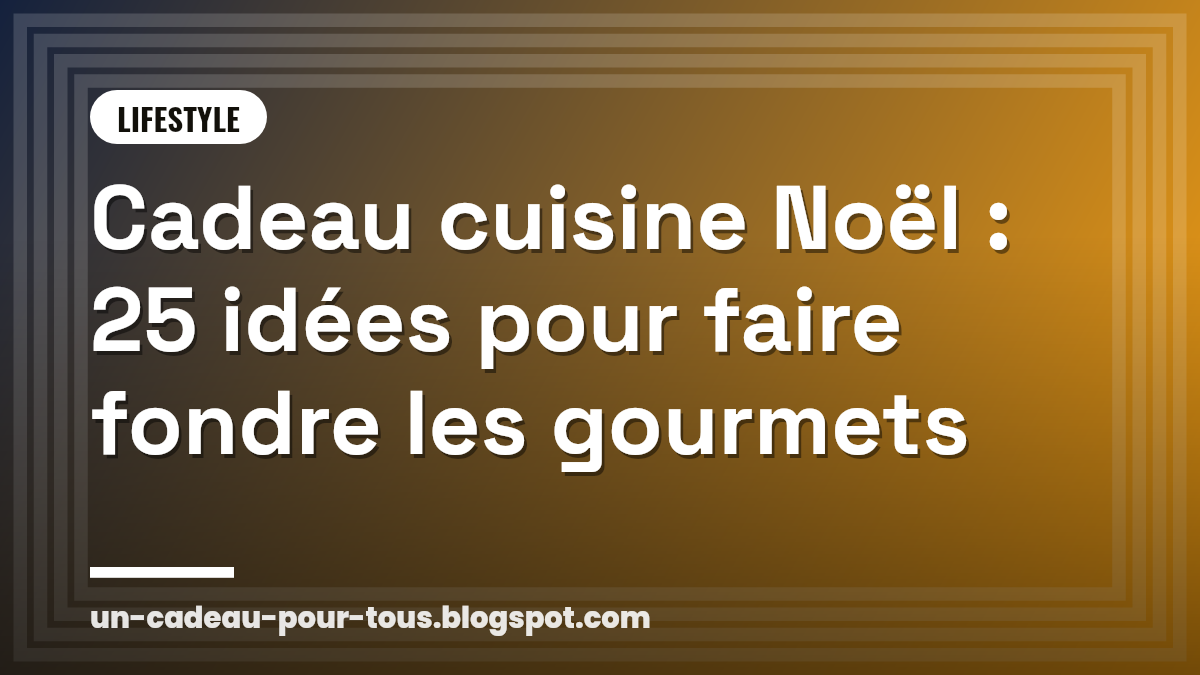 LIFESTYLE
Cadeau cuisine Noël :
25 idées pour faire
fondre les gourmets
un-cadeau-pour-tous.blogspot.com